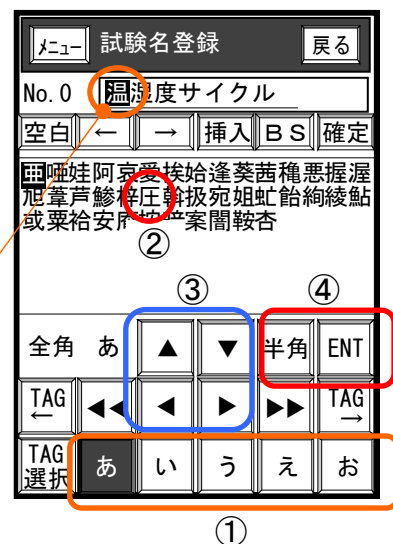 メニュー 試験名登録 戻る
No. 0 温湿度サイクル
空白 ← → 挿入 BS 確定
亜唖娃阿哀愛挨姶逢葵茜穐悪握渥
旭葦芦鯵梓圧斡扱宛姐虻飴絢綾鮎
或粟袷安庵按暗案闇鞍杏
②
③ ④
全角 あ ▲ ▼ 半角 ENT
TAG ← ◀◀ ◀ ▶ ▶▶ TAG →
TAG選択 あ い う え お
①